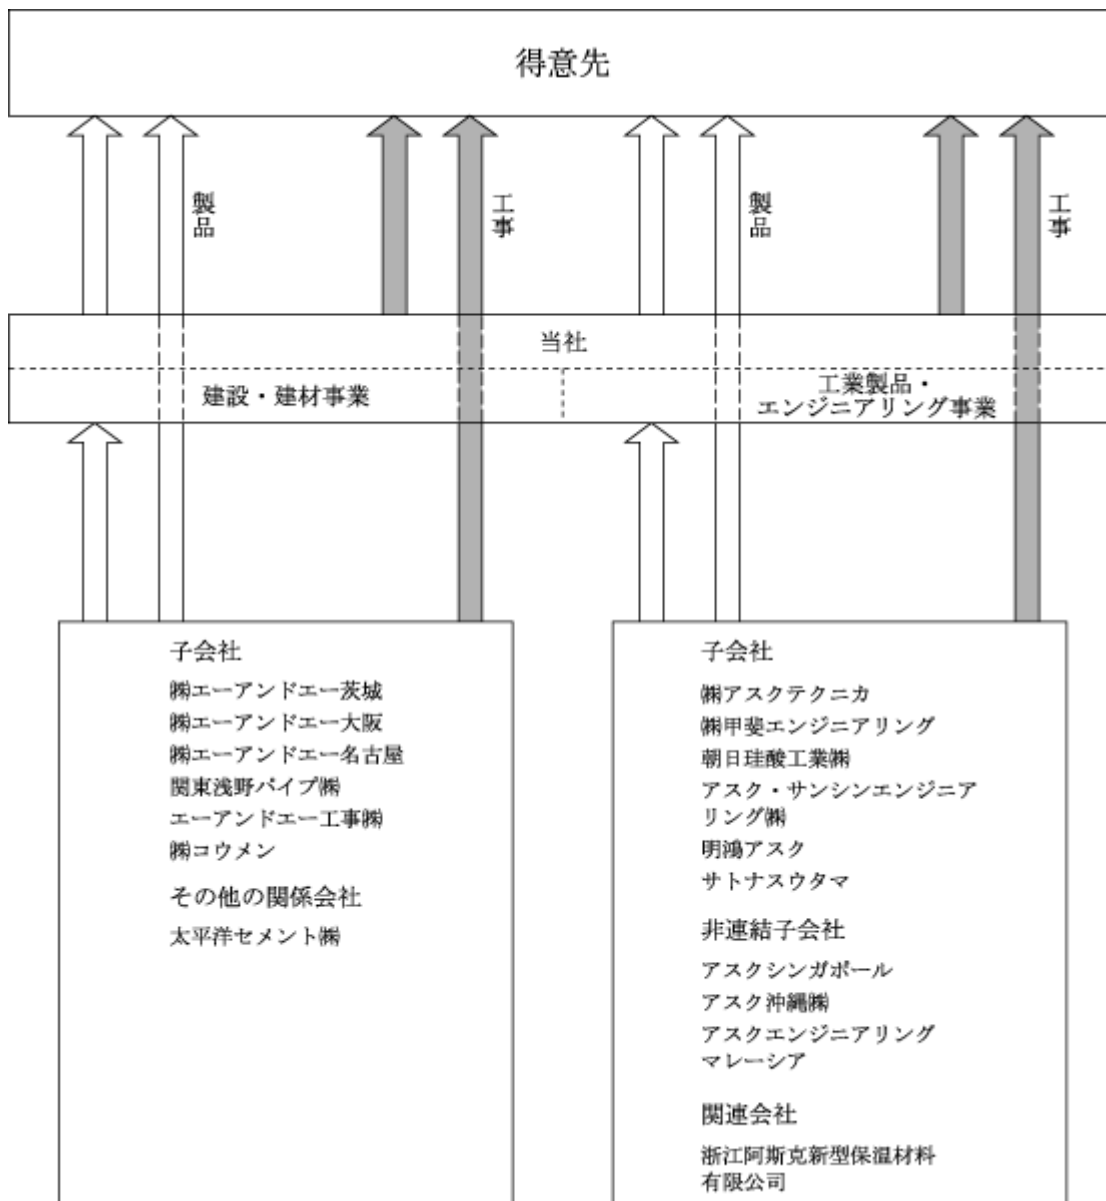 得意先
製品
工事
製品
工事
当社
建設・建材事業
工業製品・
エンジニアリング事業
子会社
㈱エーアンドエー茨城
㈱エーアンドエー大阪
㈱エーアンドエー名古屋
関東浅野パイプ㈱
エーアンドエー工事㈱
㈱コウメン
その他の関係会社
太平洋セメント㈱
子会社
㈱アスクテクニカ
㈱甲斐エンジニアリング
朝日珪酸工業㈱
アスク・サンシンエンジニア
リング㈱
明鴻アスク
サトナスウタマ
非連結子会社
アスクシンガポール
アスク沖縄㈱
アスクエンジニアリング
マレーシア
関連会社
浙江阿斯克新型保温材料
有限公司